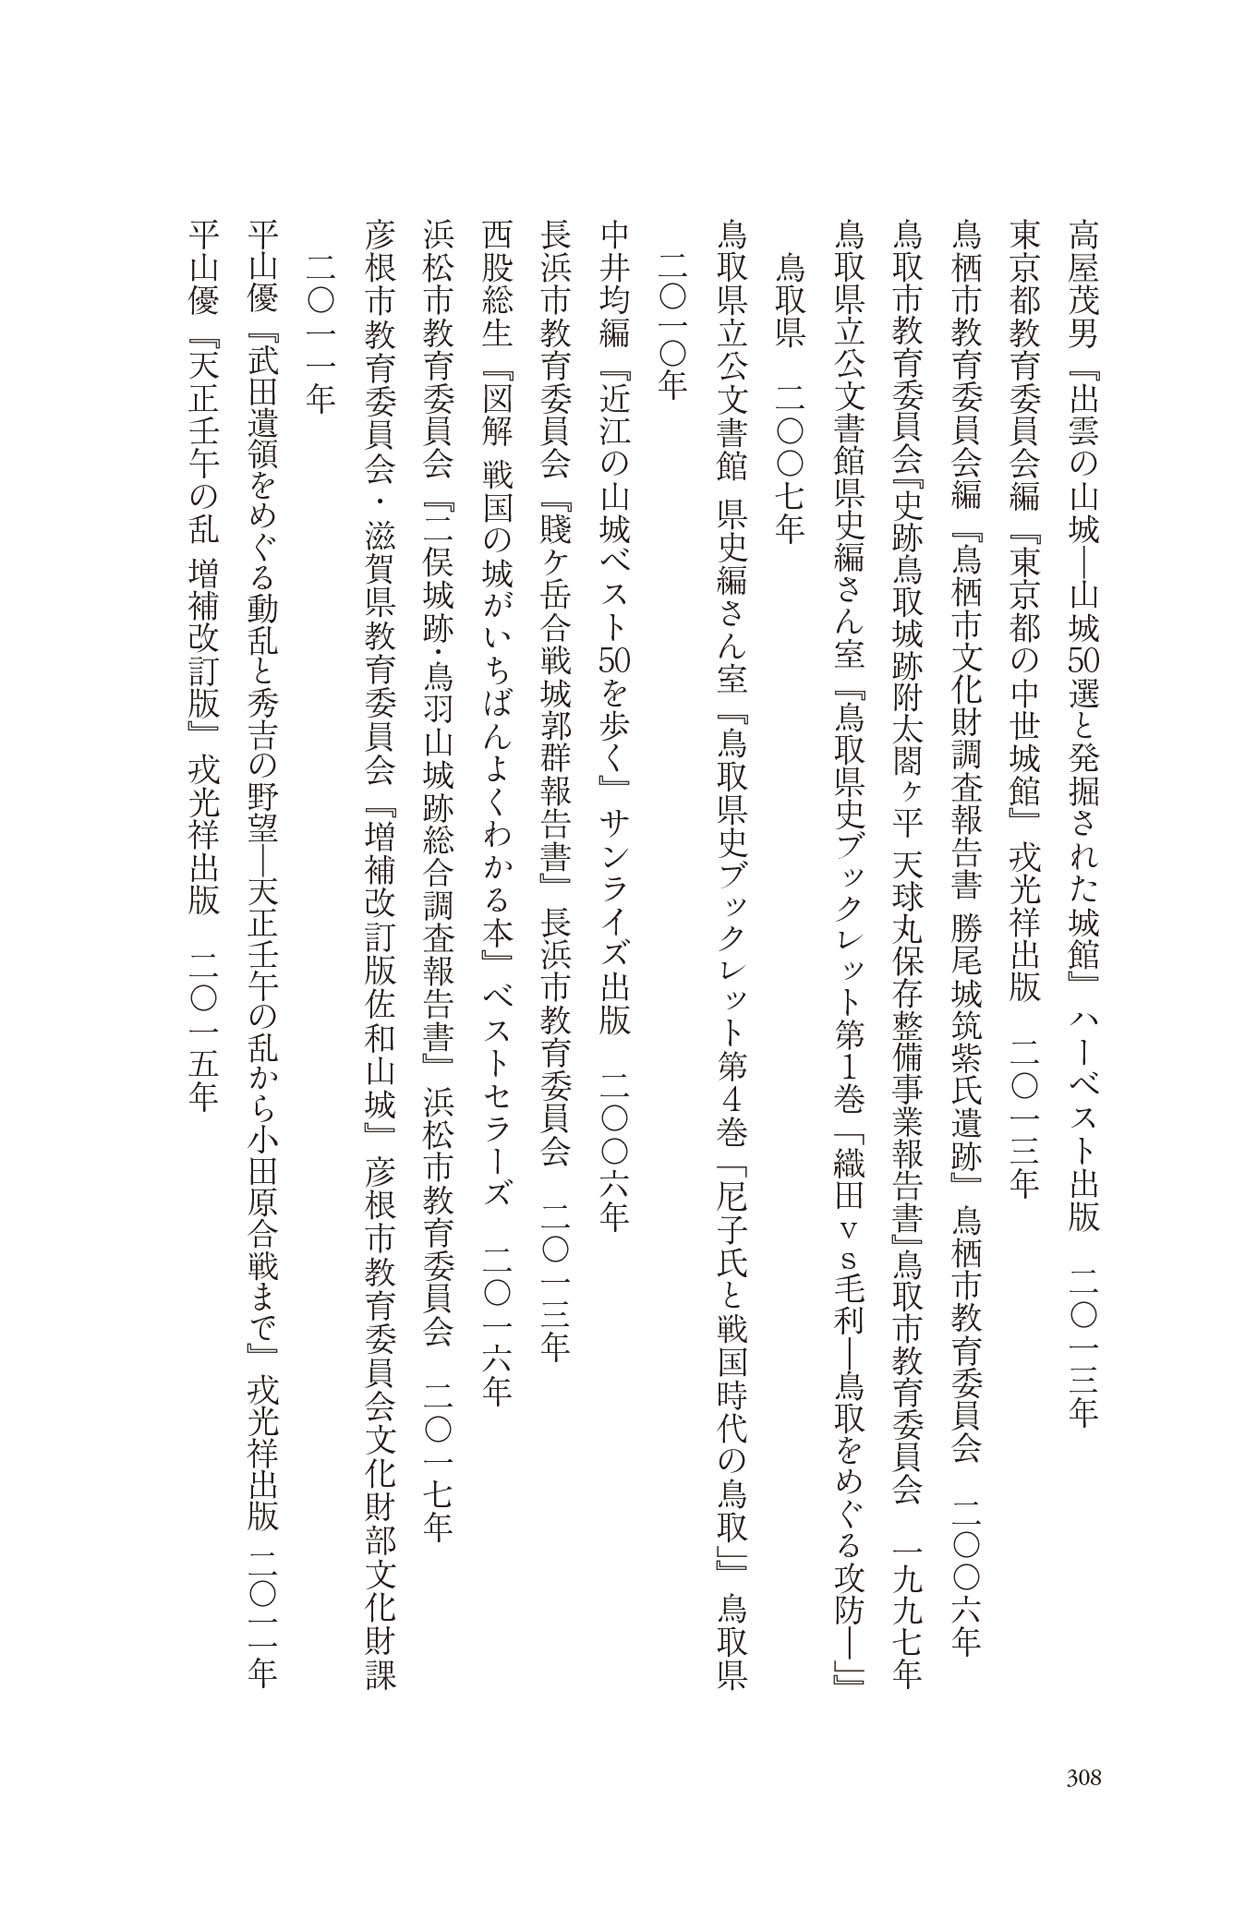 高屋茂男『出雲の山城―山城50選と発掘された城館』ハーベスト出版　二〇一三年
東京都教育委員会編『東京都の中世城館』戎光祥出版　二〇一三年
鳥栖市教育委員会編『鳥栖市文化財調査報告書 勝尾城筑紫氏遺跡』鳥栖市教育委員会　二〇〇六年
鳥取市教育委員会『史跡鳥取城跡附太閤ヶ平 天球丸保存整備事業報告書』鳥取市教育委員会　一九九七年
鳥取県立公文書館県史編さん室『鳥取県史ブックレット第1巻「織田ｖｓ毛利―鳥取をめぐる攻防―」』
鳥取県　二〇〇七年
鳥取県立公文書館 県史編さん室『鳥取県史ブックレット第4巻「尼子氏と戦国時代の鳥取」』鳥取県
二〇一〇年
中井均編『近江の山城ベスト50を歩く』サンライズ出版　二〇〇六年
長浜市教育委員会『賤ケ岳合戦城郭群報告書』長浜市教育委員会　二〇一三年
西股総生『図解 戦国の城がいちばんよくわかる本』ベストセラーズ　二〇一六年
浜松市教育委員会『二俣城跡・鳥羽山城跡総合調査報告書』浜松市教育委員会　二〇一七年
彦根市教育委員会・滋賀県教育委員会『増補改訂版佐和山城』彦根市教育委員会文化財部文化財課
二〇一一年
平山優『武田遺領をめぐる動乱と秀吉の野望―天正壬午の乱から小田原合戦まで』戎光祥出版 二〇一一年
平山優『天正壬午の乱 増補改訂版』戎光祥出版　二〇一五年
308